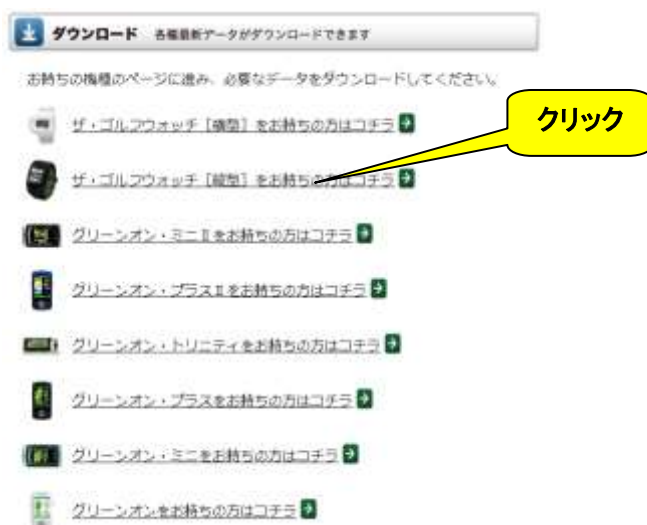 ダウンロード 各種最新データがダウンロードできます
お持ちの機種のページに進み、必要なデータをダウンロードしてください。
クリック
ザ・ゴルフウォッチ［横型］をお持ちの方はコチラ
ザ・ゴルフウォッチ［縦型］をお持ちの方はコチラ
グリーンオン・ミニⅡをお持ちの方はコチラ
グリーンオン・プラスⅡをお持ちの方はコチラ
グリーンオン・トリニティをお持ちの方はコチラ
グリーンオン・プラスをお持ちの方はコチラ
グリーンオン・ミニをお持ちの方はコチラ
グリーンオンをお持ちの方はコチラ